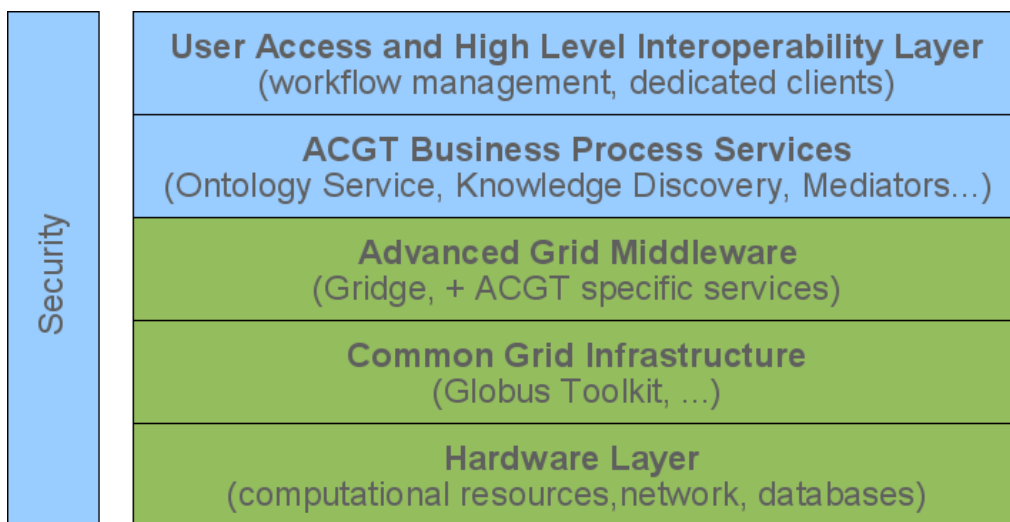 Security
User Access and High Level Interoperability Layer
(workflow management, dedicated clients)
ACGT Business Process Services
(Ontology Service, Knowledge Discovery, Mediators...)
Advanced Grid Middleware
(Gridge, + ACGT specific services)
Common Grid Infrastructure
(Globus Toolkit, ...)
Hardware Layer
(computational resources,network, databases)